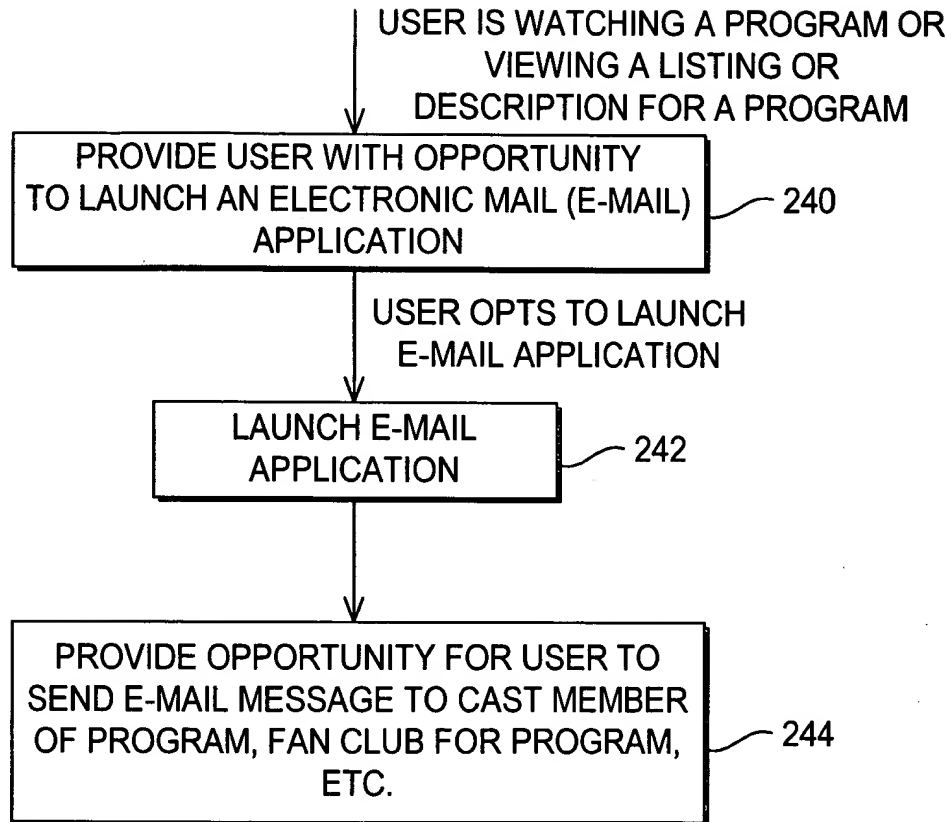 USER IS WATCHING A PROGRAM OR
VIEWING A LISTING OR
DESCRIPTION FOR A PROGRAM
PROVIDE USER WITH OPPORTUNITY
TO LAUNCH AN ELECTRONIC MAIL (E-MAIL)
APPLICATION
240
USER OPTS TO LAUNCH
E-MAIL APPLICATION
LAUNCH E-MAIL
APPLICATION
242
PROVIDE OPPORTUNITY FOR USER TO
SEND E-MAIL MESSAGE TO CAST MEMBER
OF PROGRAM, FAN CLUB FOR PROGRAM,
ETC.
244